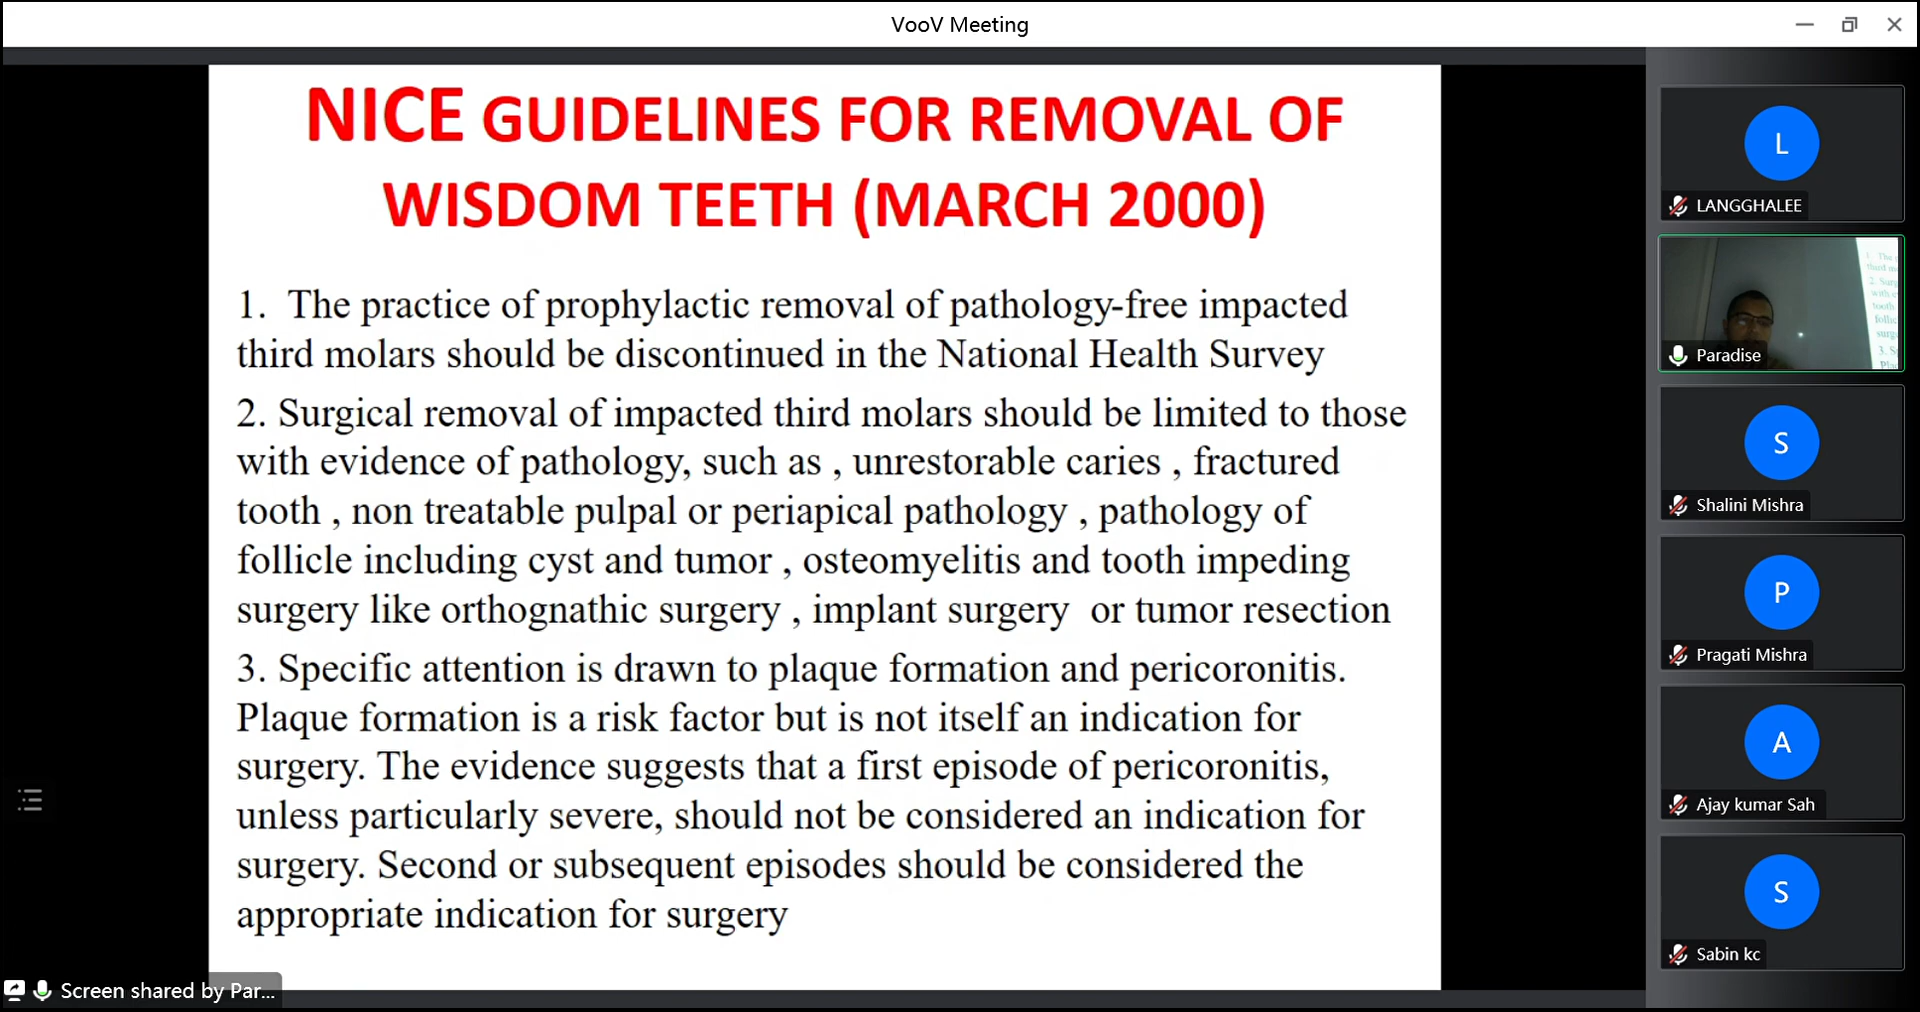 VooV Meeting
NICE GUIDELINES FOR REMOVAL OF
WISDOM TEETH (MARCH 2000)
1. The practice of prophylactic removal of pathology-free impacted
third molars should be discontinued in the National Health Survey
2. Surgical removal of impacted third molars should be limited to those
with evidence of pathology, such as , unrestorable caries , fractured
tooth , non treatable pulpal or periapical pathology , pathology of
follicle including cyst and tumor , osteomyelitis and tooth impeding
surgery like orthognathic surgery , implant surgery or tumor resection
3. Specific attention is drawn to plaque formation and pericoronitis.
Plaque formation is a risk factor but is not itself an indication for
surgery. The evidence suggests that a first episode of pericoronitis,
unless particularly severe, should not be considered an indication for
surgery. Second or subsequent episodes should be considered the
appropriate indication for surgery
Screen shared by Par...
L
LANGGHALEE
Paradise
S
Shalini Mishra
P
Pragati Mishra
A
Ajay kumar Sah
S
Sabin kc